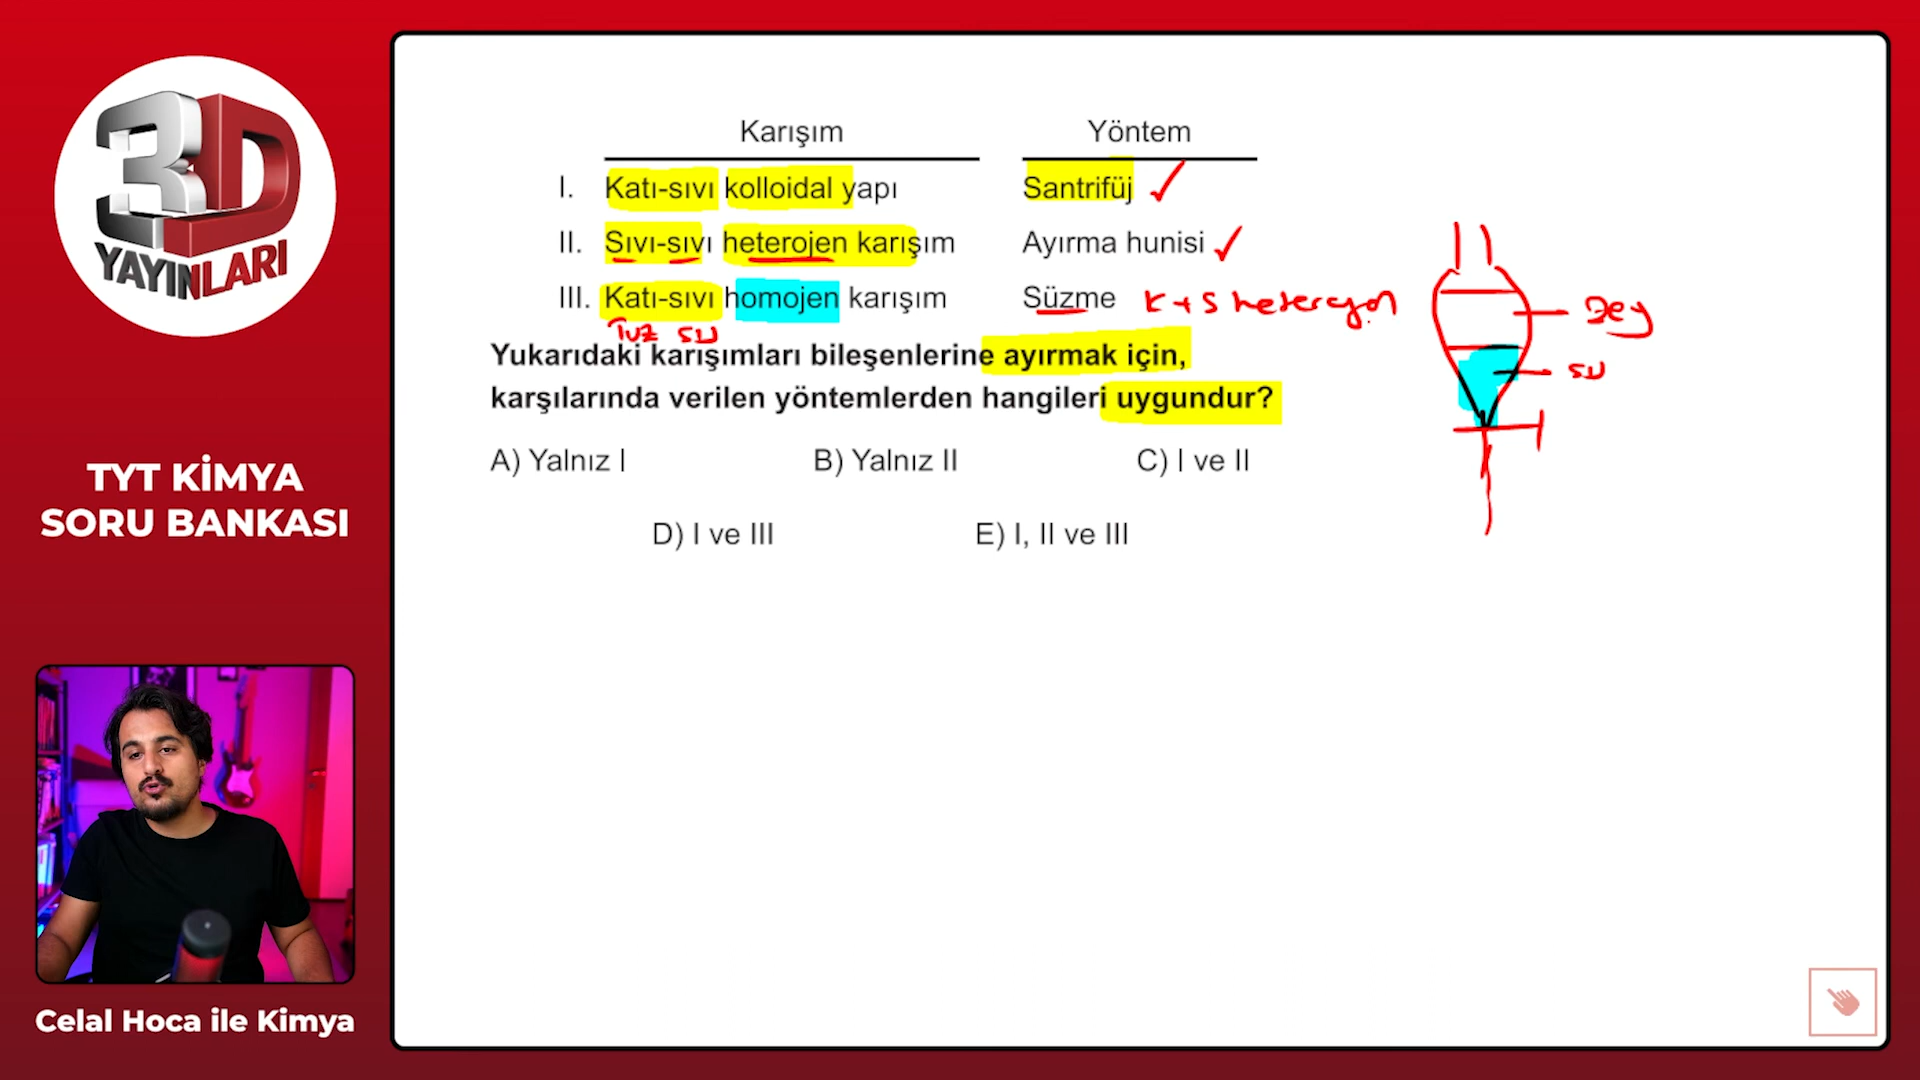 3D
YAYINLARI
TYT KİMYA
SORU BANKASI
Celal Hoca ile Kimya
Karışım Yöntem
I. Katı-sıvı kolloidal yapı Santrifüj
II. Sıvı-sıvı heterojen karışım Ayırma hunisi
III. Katı-sıvı homojen karışım Süzme K + S heterojen
Tuz su
Zey
su
Yukarıdaki karışımları bileşenlerine ayırmak için,
karşılarında verilen yöntemlerden hangileri uygundur?
A) Yalnız I B) Yalnız II C) I ve II
D) I ve III E) I, II ve III